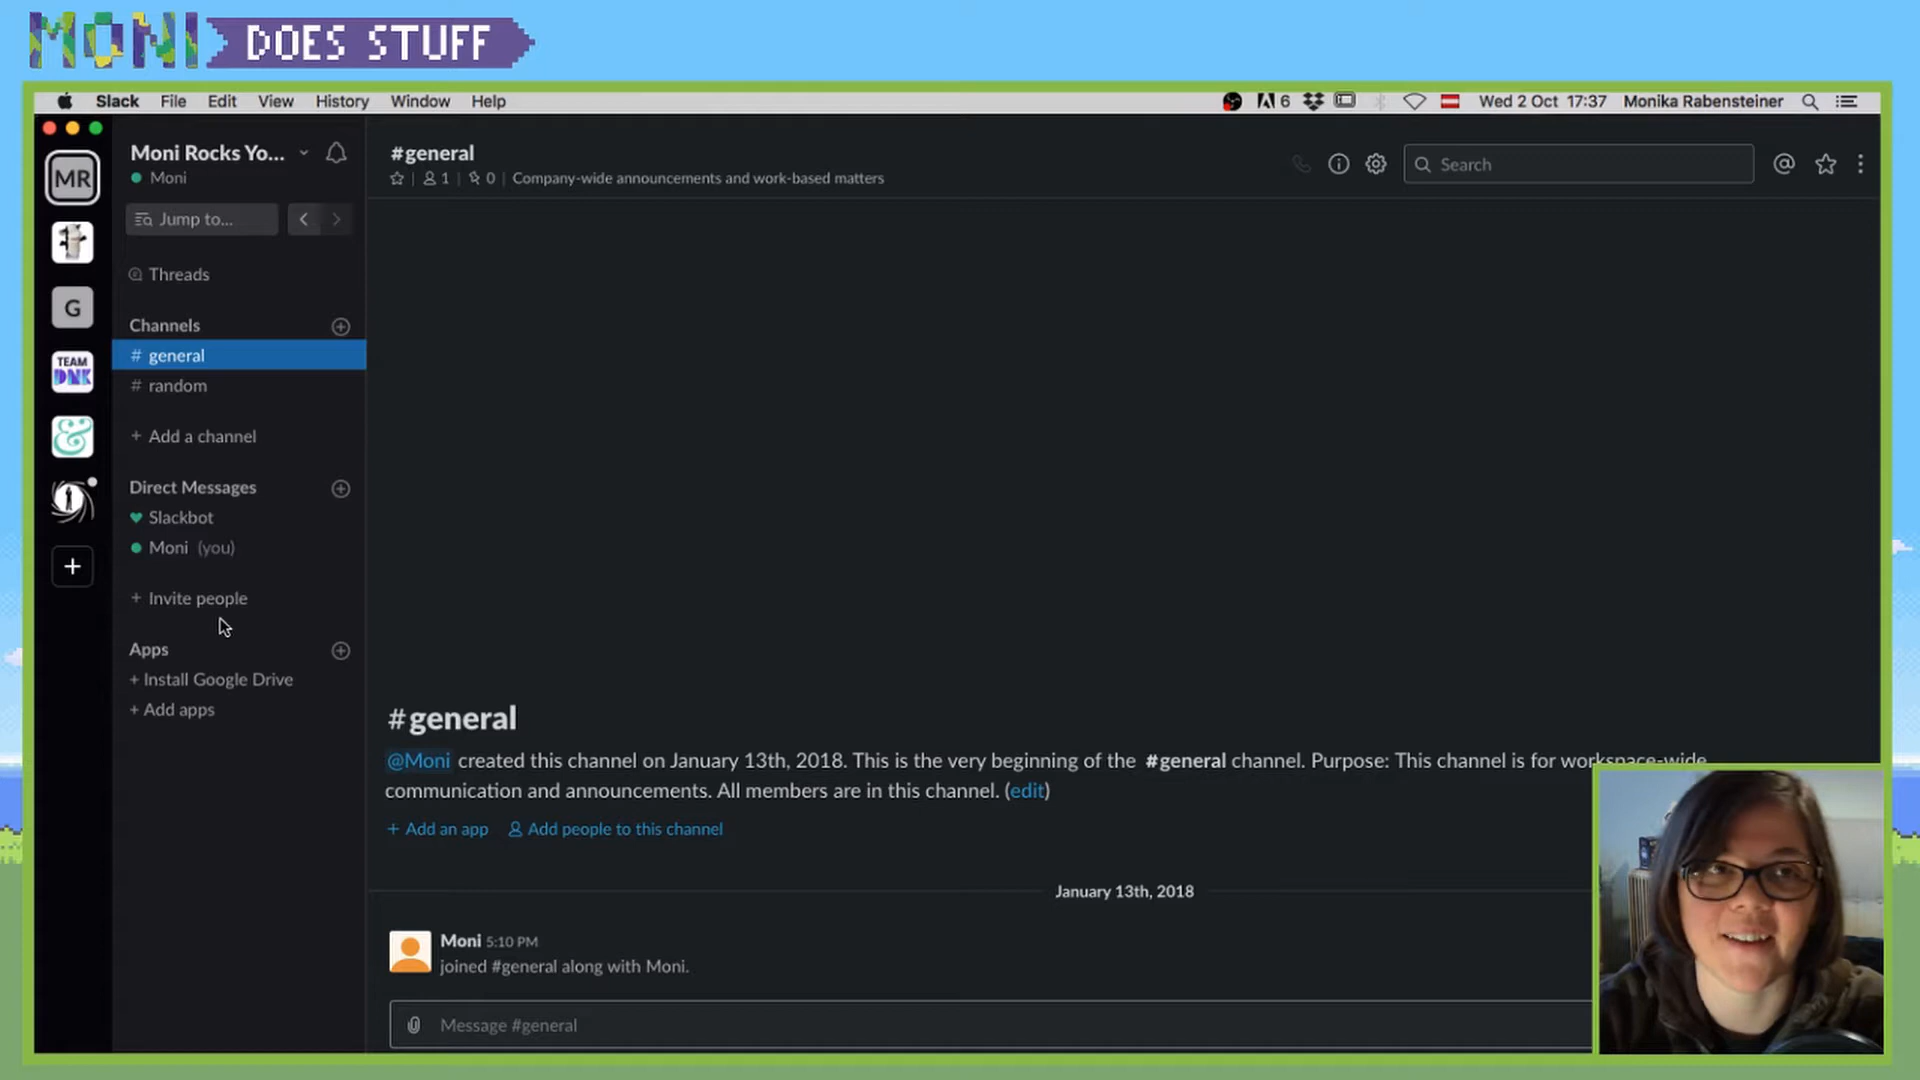 MONI DOES STUFF
Slack File Edit View History Window Help
6 Wed 2 Oct 17:37 Monika Rabensteiner
MR
G
TEAM
DNK
&
+
Moni Rocks Yo...
Moni
Jump to...
Threads
Channels
# general
# random
+ Add a channel
Direct Messages
Slackbot
Moni (you)
+ Invite people
Apps
+ Install Google Drive
+ Add apps
#general
1 | 0 | Company-wide announcements and work-based matters
Search
#general
@Moni created this channel on January 13th, 2018. This is the very beginning of the #general channel. Purpose: This channel is for workspace-wide
communication and announcements. All members are in this channel. (edit)
+ Add an app Add people to this channel
January 13th, 2018
Moni 5:10 PM
joined #general along with Moni.
Message #general